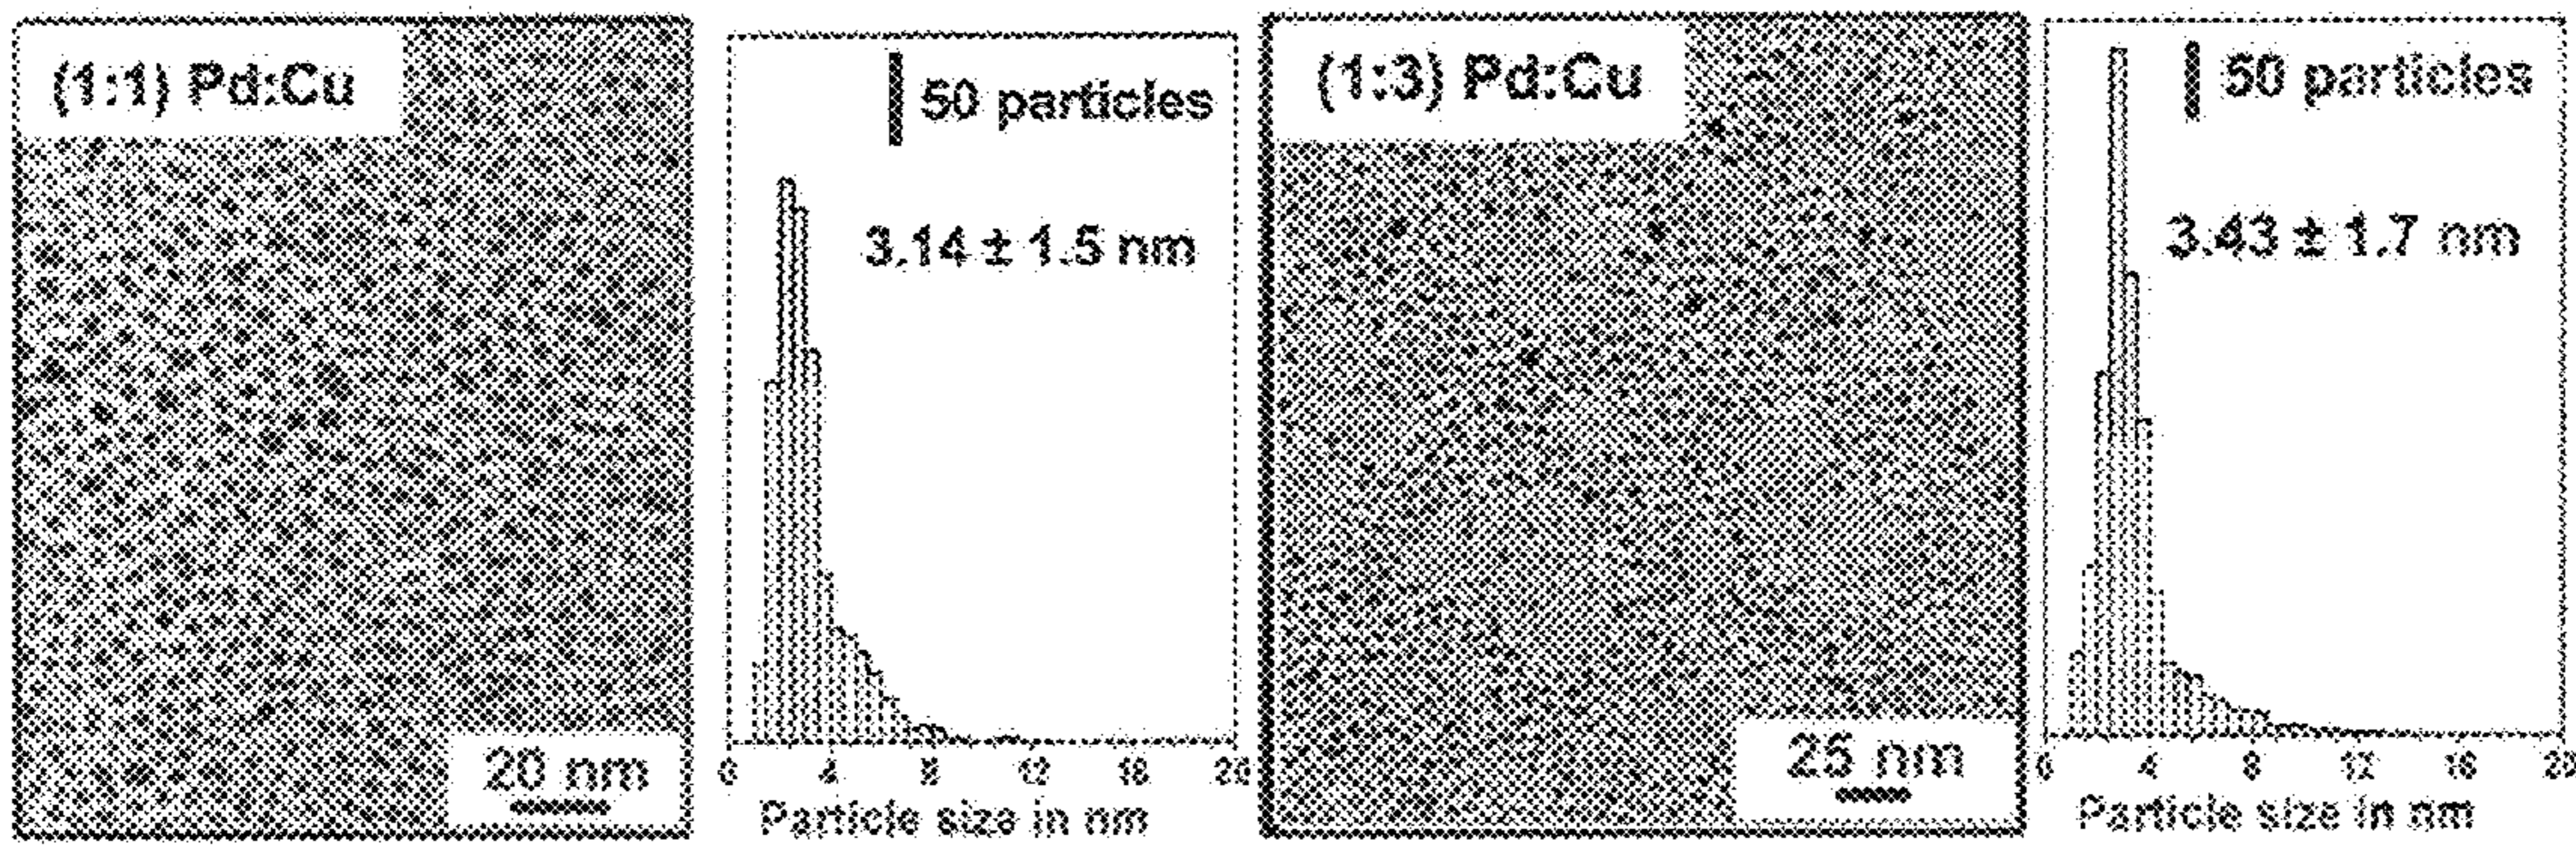 (1:1) Pd:Cu
20 nm
50 particles
3.14 ± 1.5 nm
0 4 8 12 16 20
Particle size in nm
(1:3) Pd:Cu
25 nm
50 particles
3.43 ± 1.7 nm
0 4 8 12 16 20
Particle size in nm